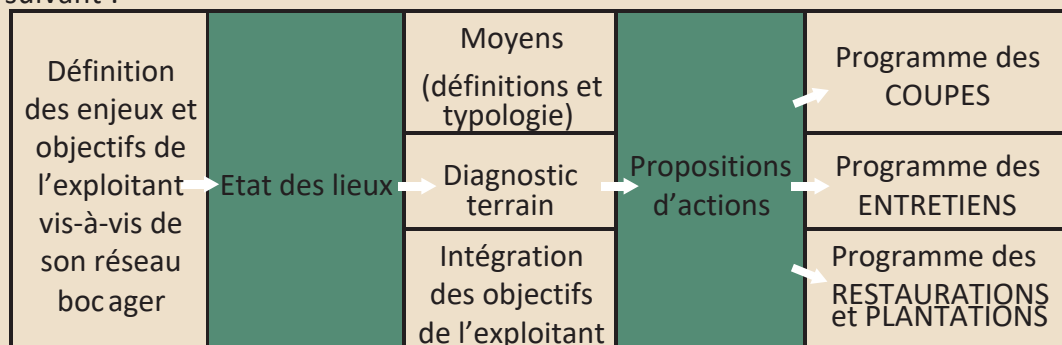 suivant :
Définition
des enjeux et
objectifs de
l'exploitant
vis-à-vis de
son réseau
bocager
Etat des lieux
Moyens
(définitions et
typologie)
Diagnostic
terrain
Intégration
des objectifs
de l'exploitant
Propositions
d'actions
Programme des
COUPES
Programme des
ENTRETIENS
Programme des
RESTAURATIONS
et PLANTATIONS